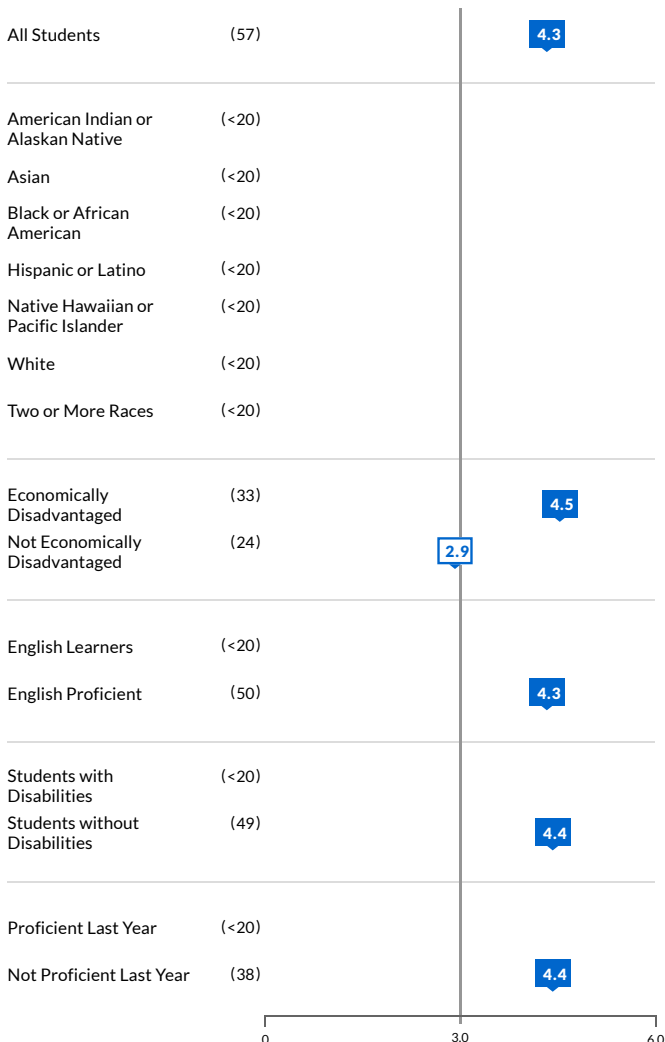 All Students (57) 4.3
American Indian or (<20)
Alaskan Native
Asian (<20)
Black or African (<20)
American
Hispanic or Latino (<20)
Native Hawaiian or (<20)
Pacific Islander
White (<20)
Two or More Races (<20)
Economically (33) 4.5
Disadvantaged
Not Economically (24) 2.9
Disadvantaged
English Learners (<20)
English Proficient (50) 4.3
Students with (<20)
Disabilities
Students without (49) 4.4
Disabilities
Proficient Last Year (<20)
Not Proficient Last Year (38) 4.4
0 3.0 6.0